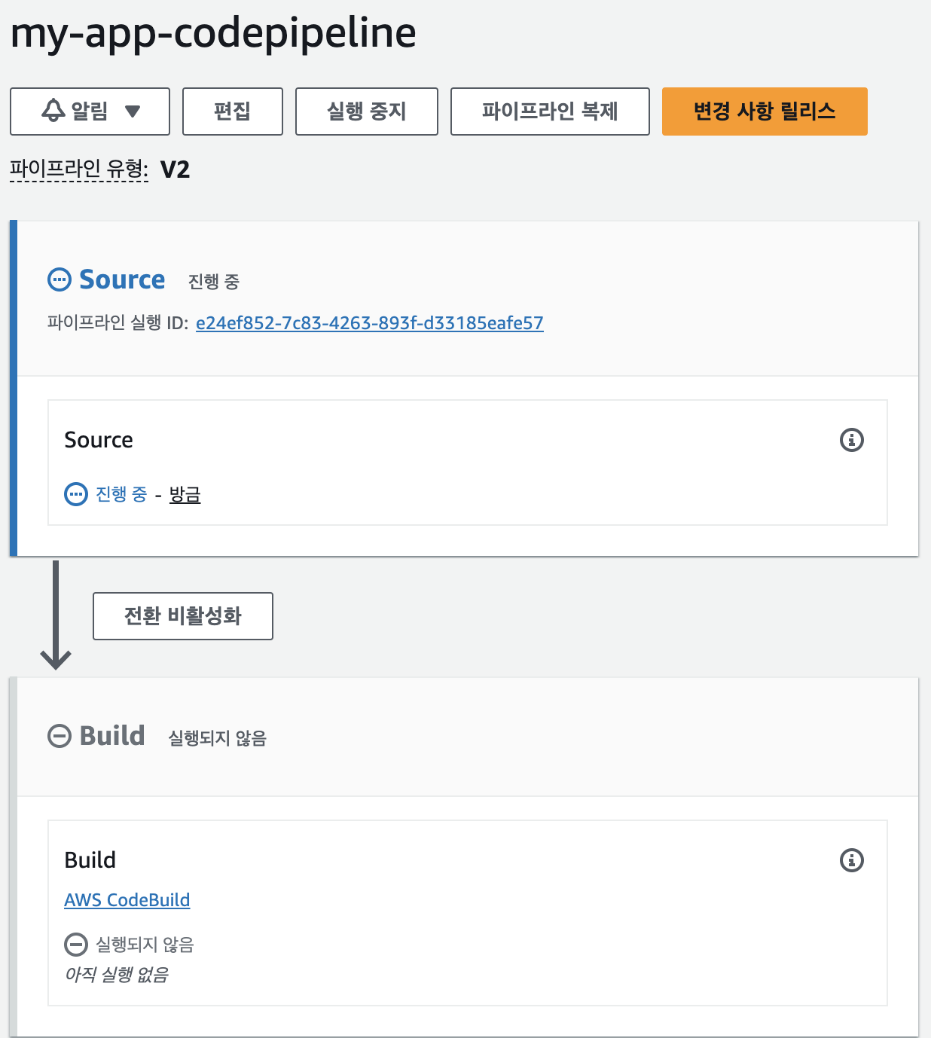 my-app-codepipeline
알림 편집 실행 중지 파이프라인 복제 변경 사항 릴리스
파이프라인 유형: V2
Source 진행 중
파이프라인 실행 ID: e24ef852-7c83-4263-893f-d33185eafe57
Source
진행 중 - 방금
전환 비활성화
Build 실행되지 않음
Build
AWS CodeBuild
실행되지 않음
아직 실행 없음